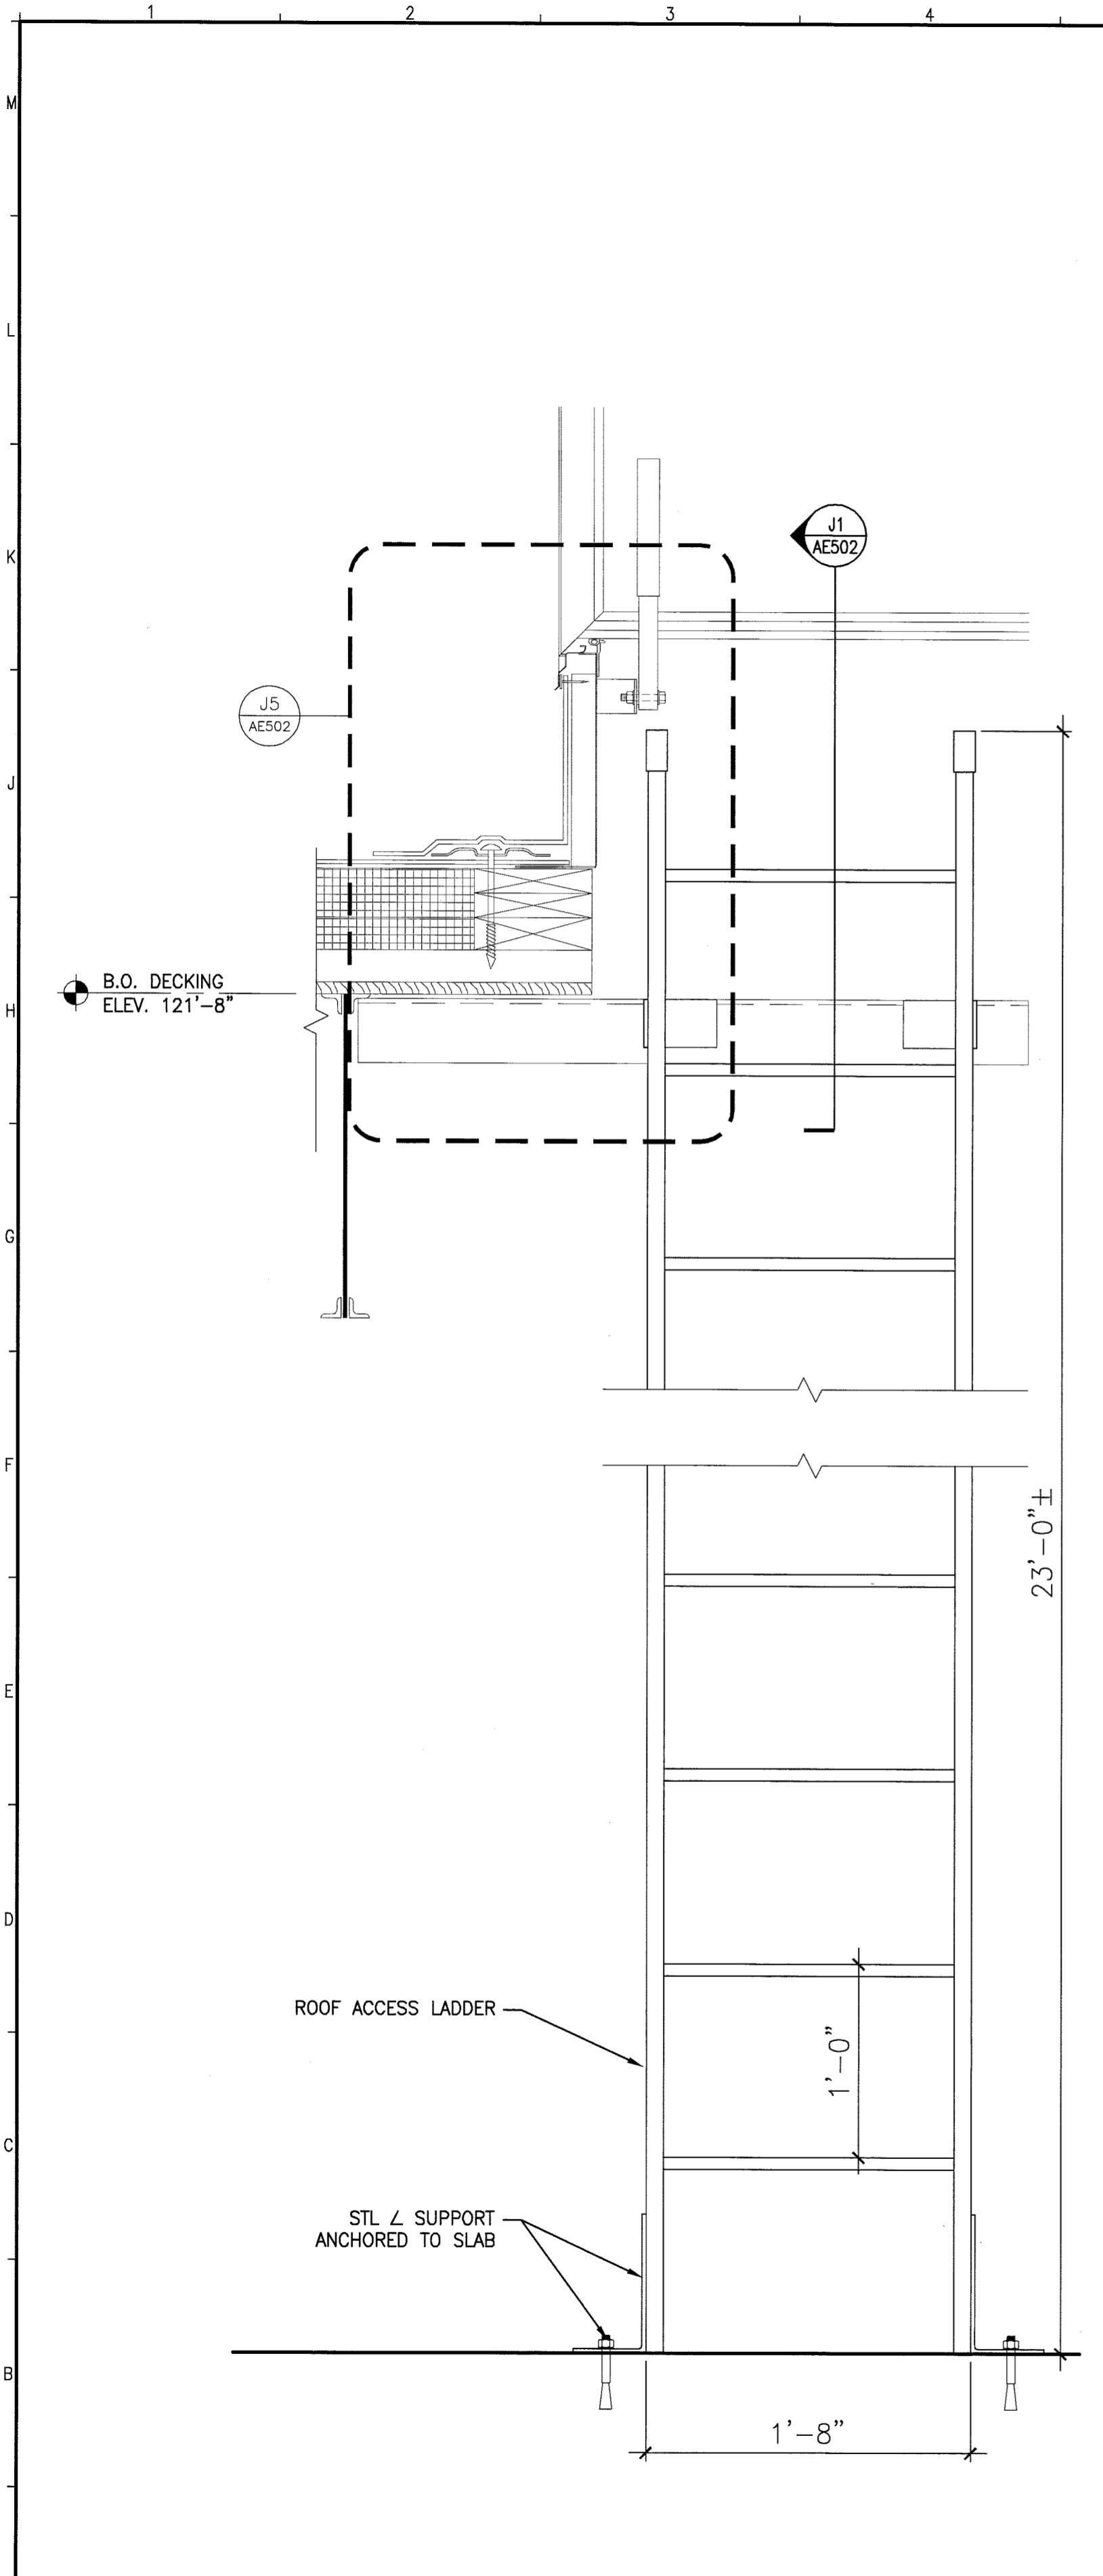 1 2 3 4
M
L
K
J1
AE502
J5
AE502
J
B.O. DECKING
ELEV. 121'-8"
H
G
F
23'-0"±
E
D
ROOF ACCESS LADDER
1'-0"
C
STL ∠ SUPPORT
ANCHORED TO SLAB
B
1'-8"